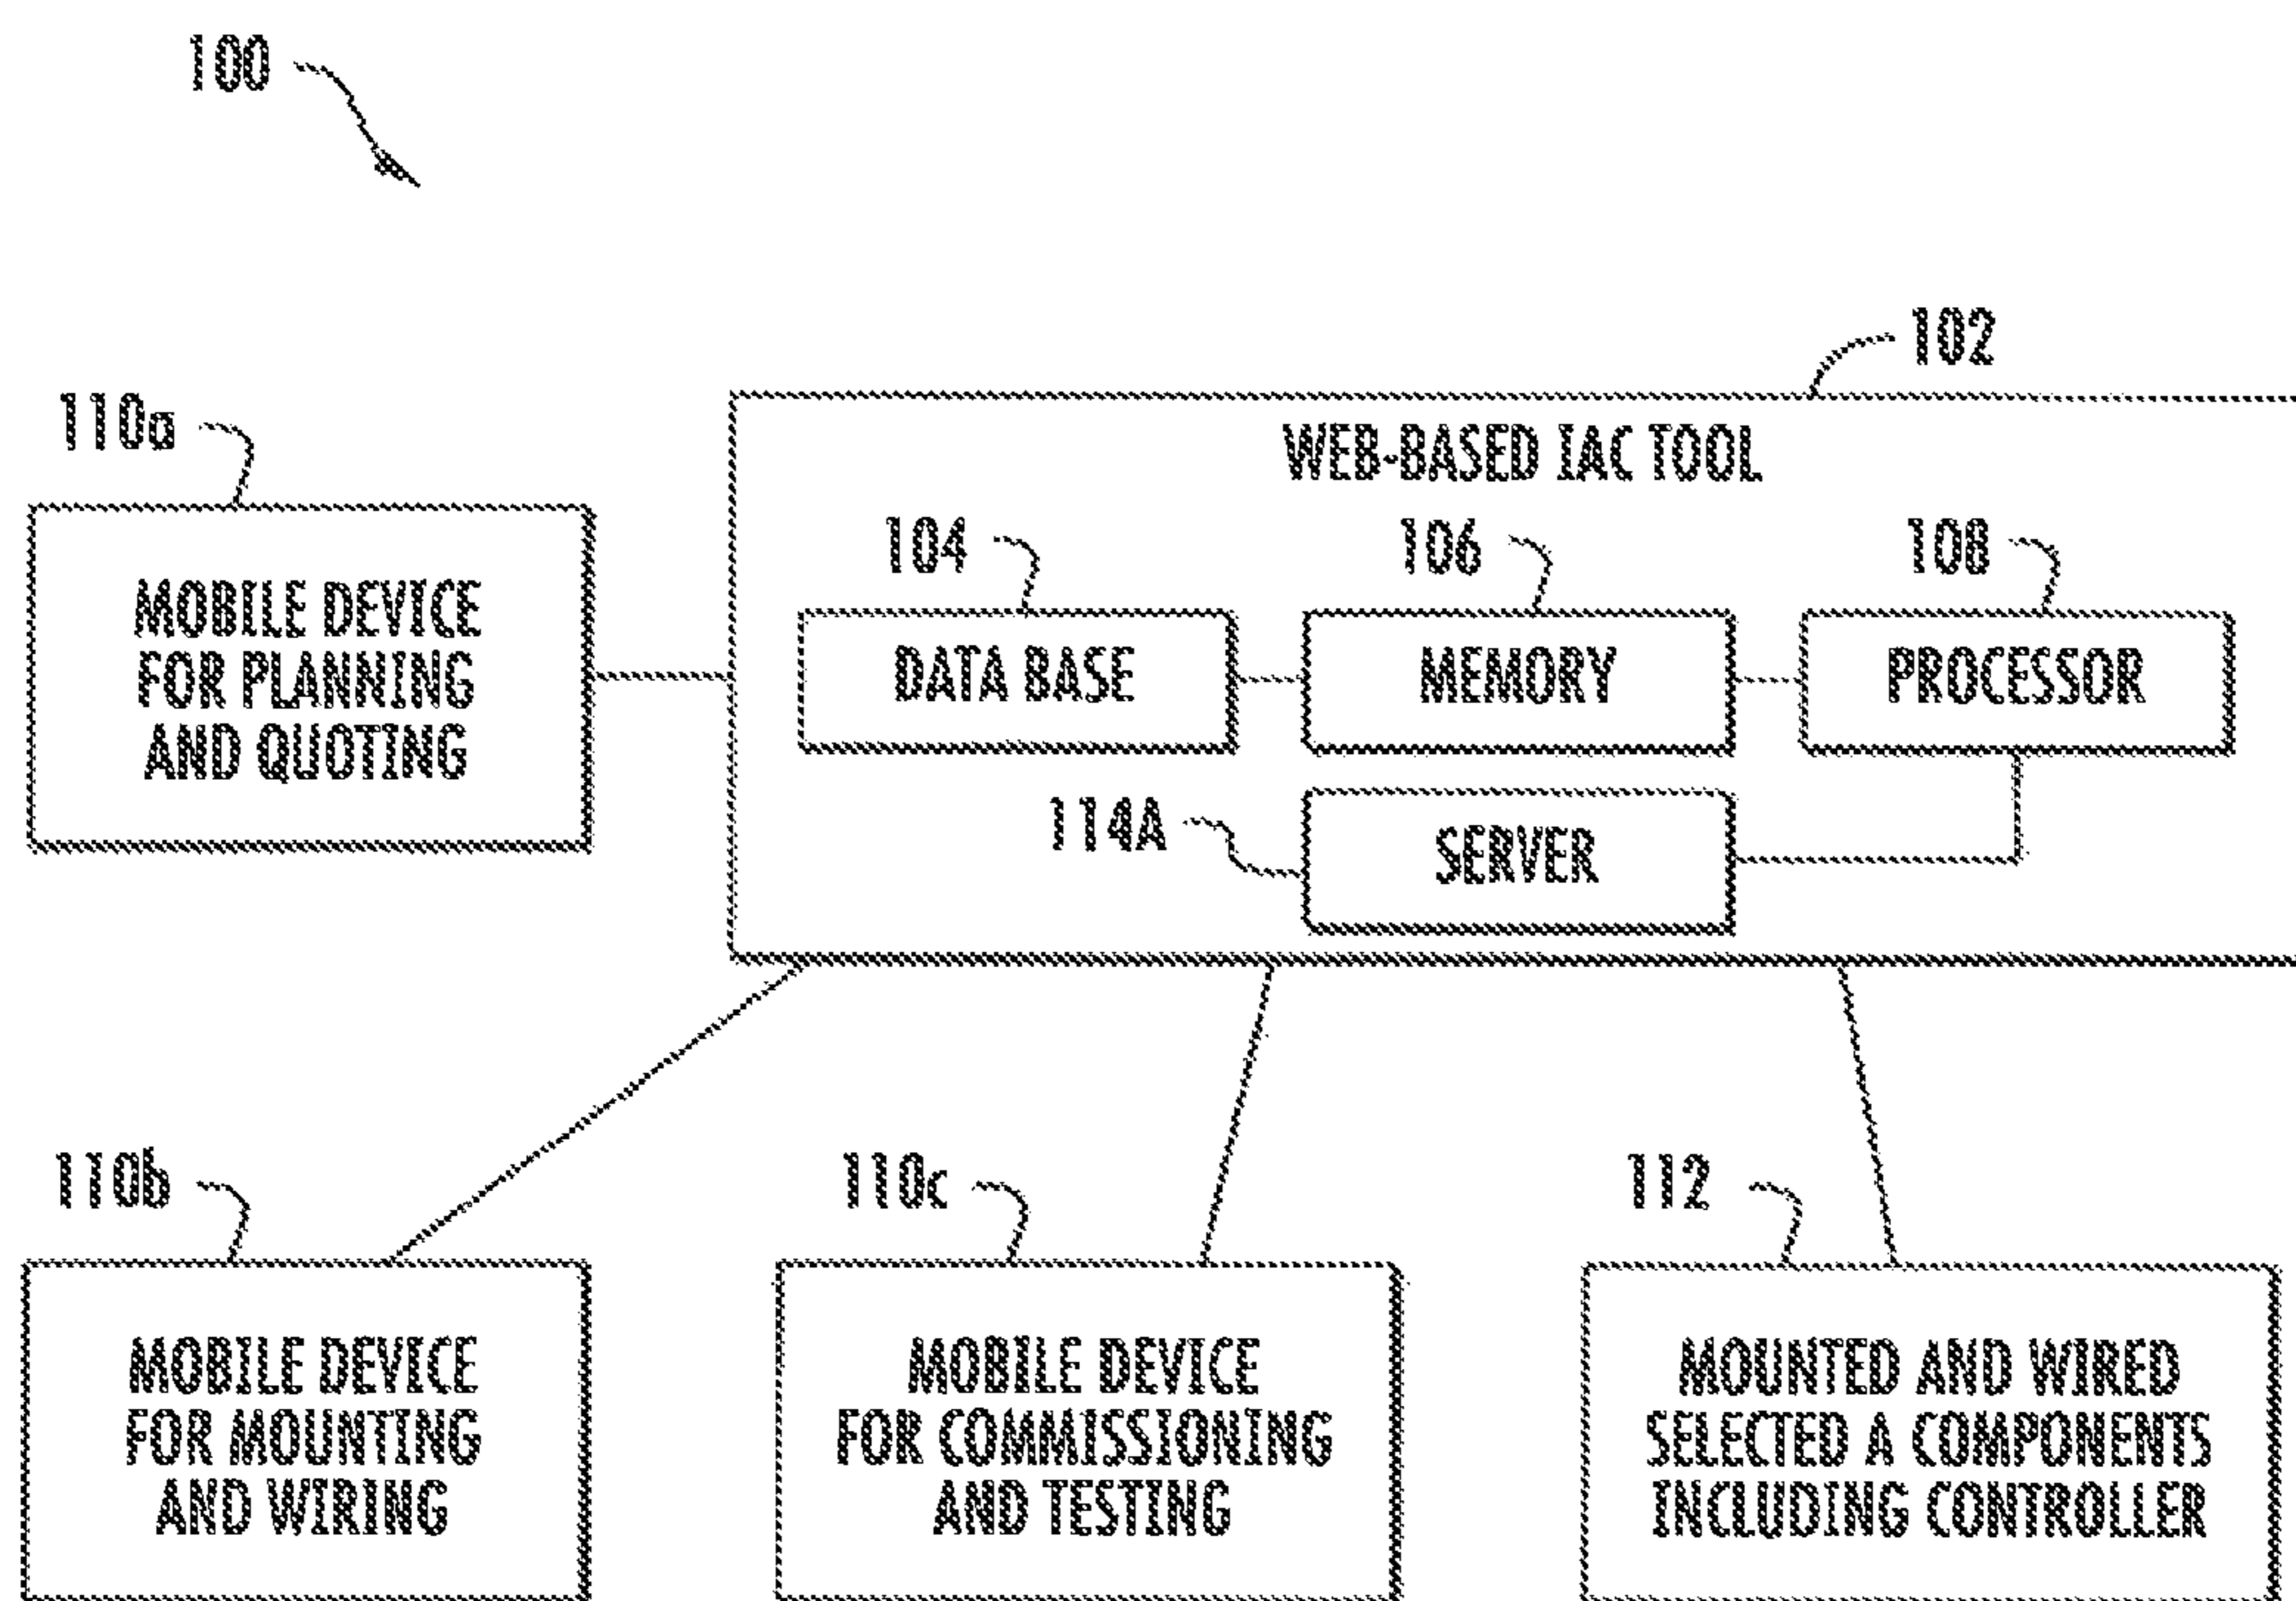 100
102
110a
WEB-BASED IAC TOOL
104
106
108
MOBILE DEVICE
FOR PLANNING
AND QUOTING
DATA BASE
MEMORY
PROCESSOR
114A
SERVER
110b
110c
112
MOBILE DEVICE
FOR MOUNTING
AND WIRING
MOBILE DEVICE
FOR COMMISSIONING
AND TESTING
MOUNTED AND WIRED
SELECTED A COMPONENTS
INCLUDING CONTROLLER